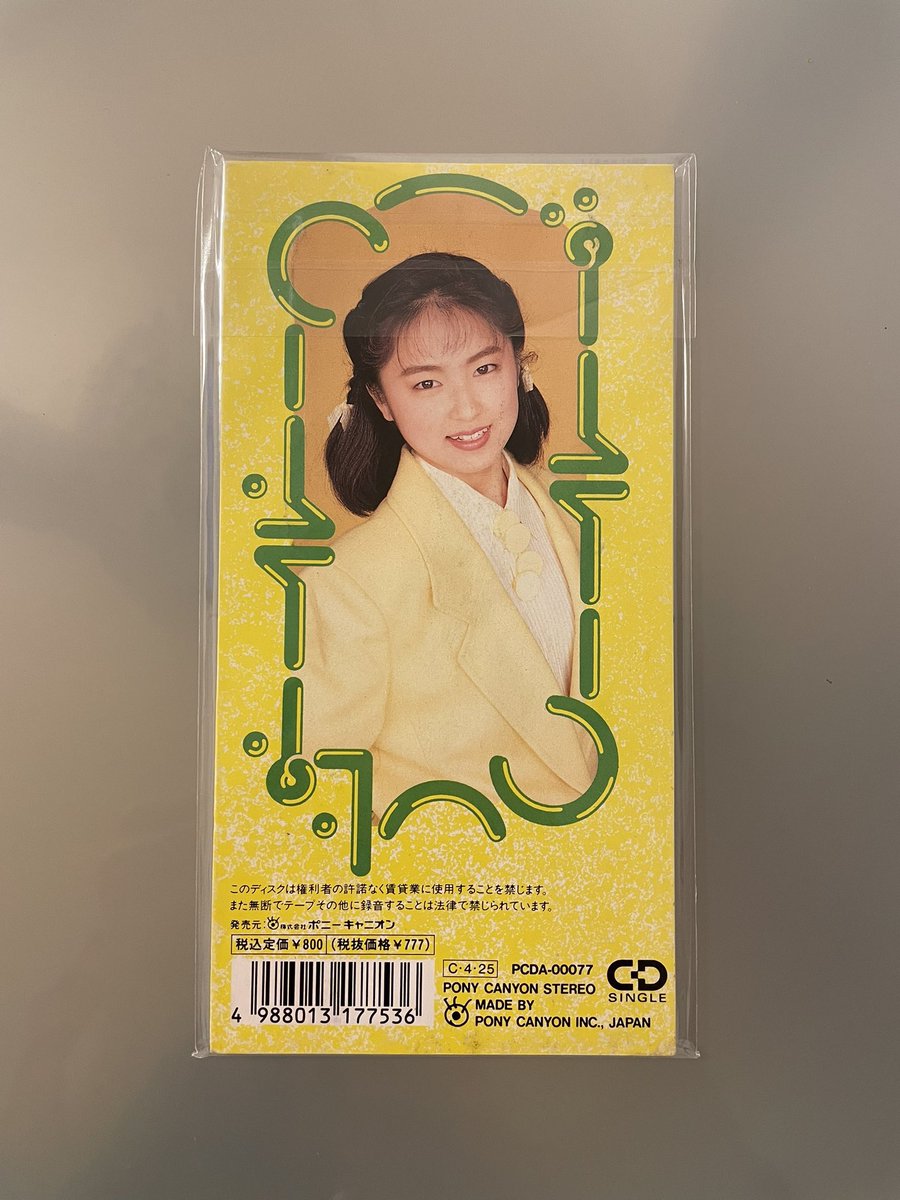 このディスクは権利者の許諾なく賃貸業に使用することを禁じます。
また無断でテープその他に録音することは法律で禁じられています。
発売元:株式会社ポニーキャニオン
税込定価¥800 (税抜価格¥777)
4 988013 177536
C・4・25 PCDA-00077
PONY CANYON STEREO
MADE BY
PONY CANYON INC., JAPAN
CD
SINGLE